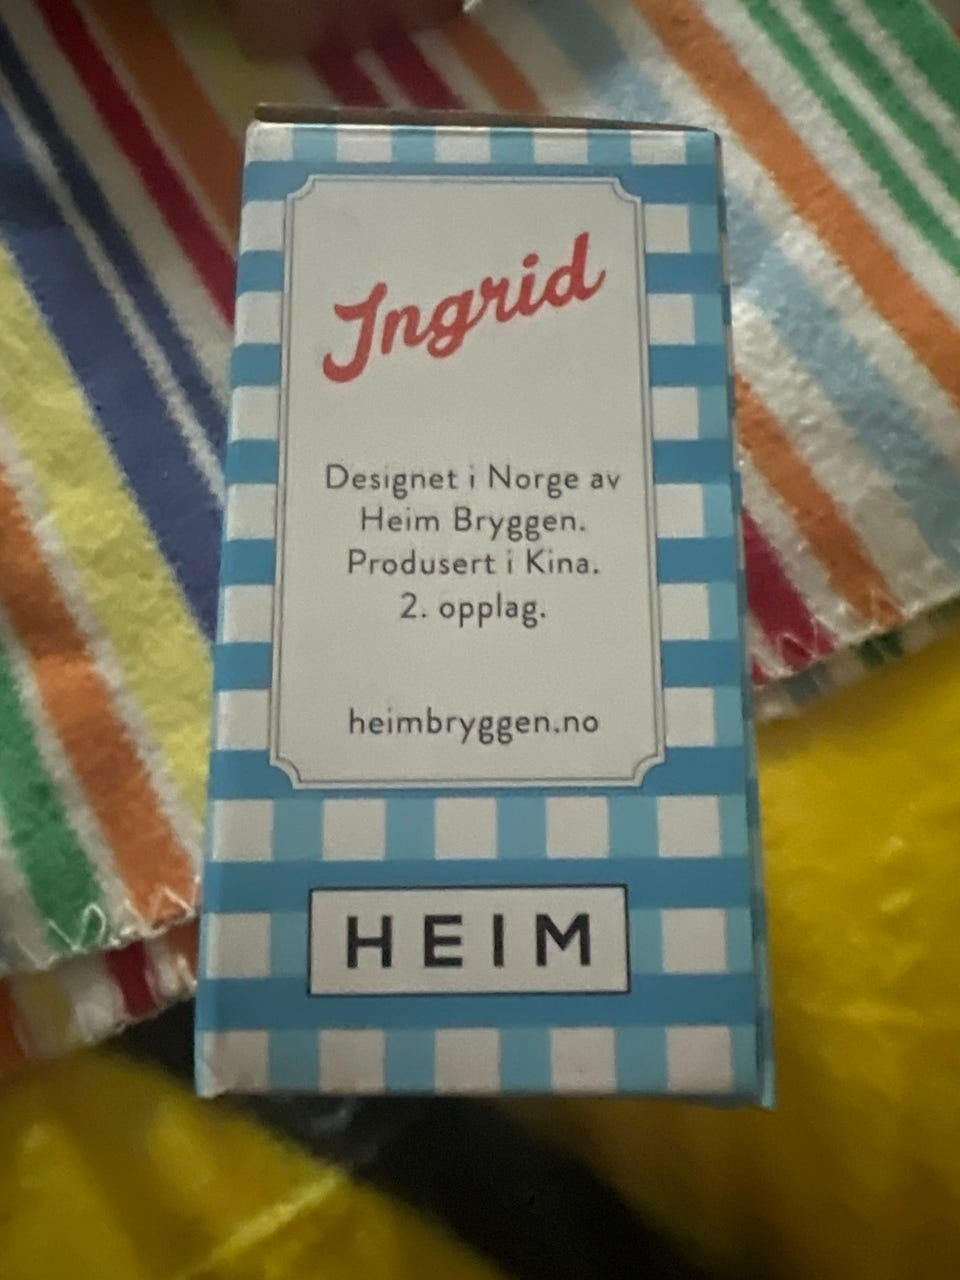 Ingrid
Designet i Norge av
Heim Bryggen.
Produsert i Kina.
2. opplag.
heimbryggen.no
HEIM